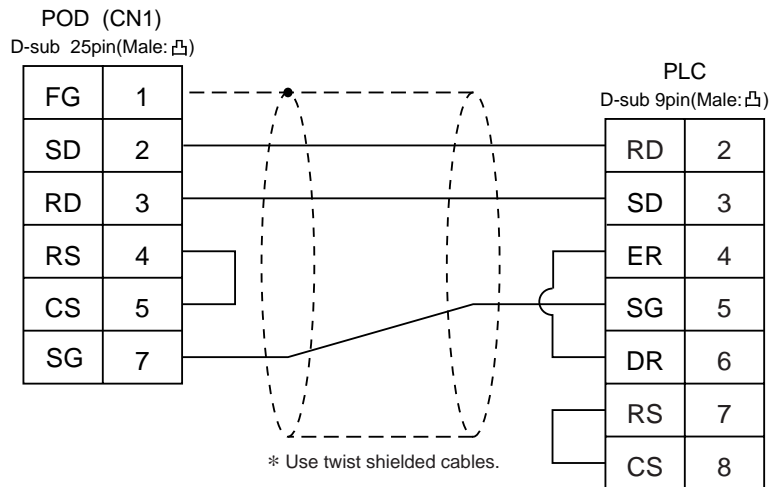 POD (CN1)
D-sub 25pin(Male: 凸)
FG 1
SD 2
RD 3
RS 4
CS 5
SG 7
PLC
D-sub 9pin(Male: 凸)
RD 2
SD 3
ER 4
SG 5
DR 6
RS 7
CS 8
* Use twist shielded cables.